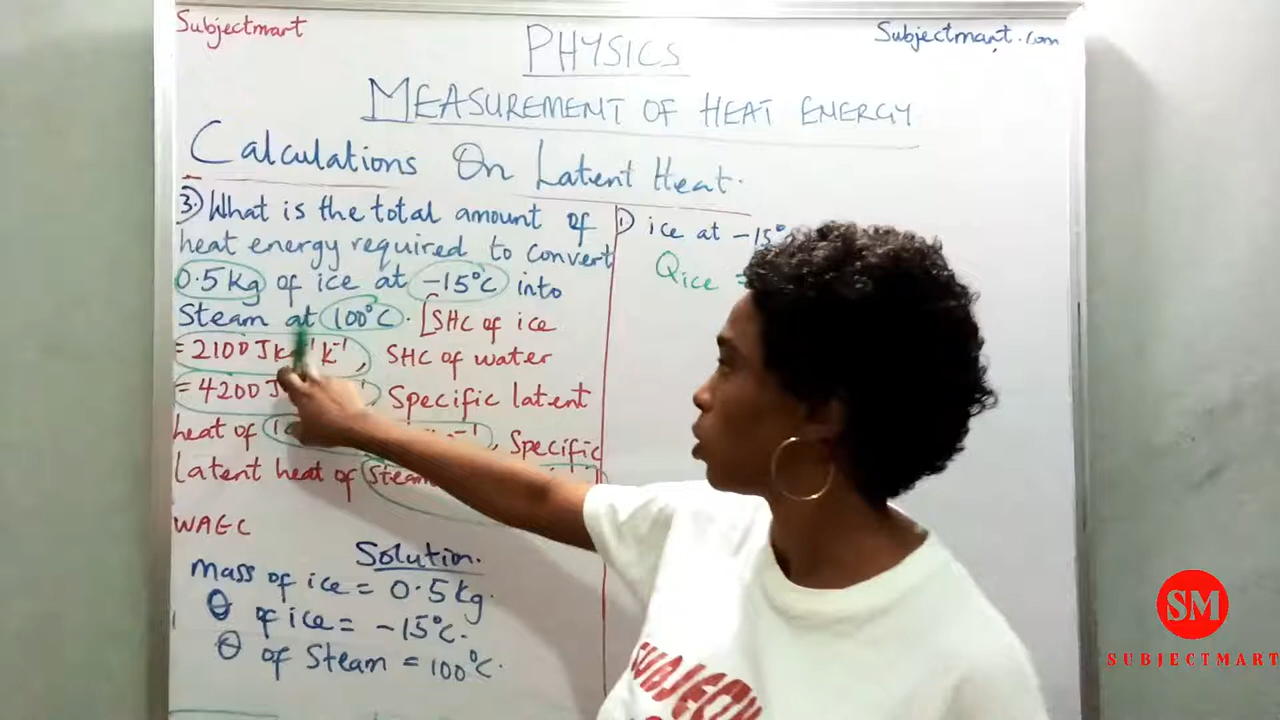 Subjectmart
Subjectmart.com
PHYSICS
MEASUREMENT OF HEAT ENERGY
Calculations On Latent Heat.
3. What is the total amount of
heat energy required to convert
0.5kg of ice at -15°C into
Steam at 100°C. [SHC of ice
= 2100 K⁻¹, SHC of water
= 4200 Specific latent
heat of , Specific
latent heat of Steam
WAEC
Solution.
mass of ice = 0.5kg.
θ of ice = -15°C.
θ of Steam = 100°C.
1) ice at -15°
Qice =
SUBJECT
SM
SUBJECTMART